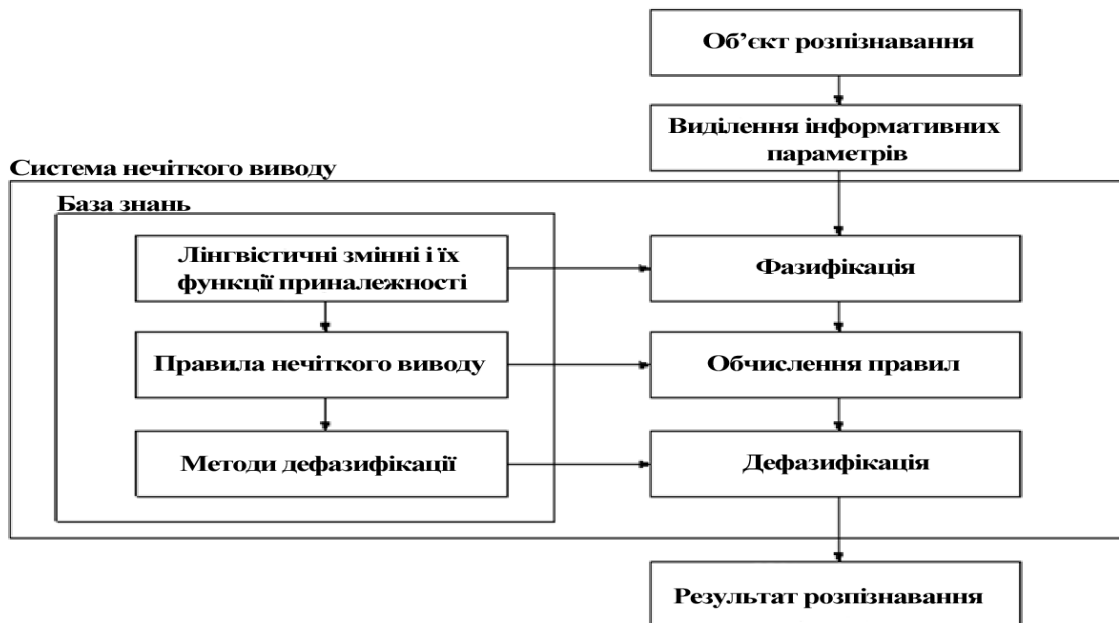 Об’єкт розпізнавання
Виділення інформативних
параметрів
Система нечіткого виводу
База знань
Лінгвістичні змінні і їх
функції приналежності
Фазифікація
Правила нечіткого виводу
Обчислення правил
Методи дефазифікації
Дефазифікація
Результат розпізнавання